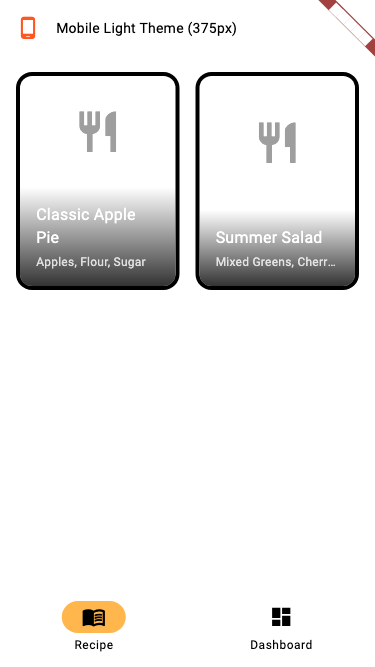 Mobile Light Theme (375px)
Classic Apple
Pie
Apples, Flour, Sugar
Summer Salad
Mixed Greens, Cherr...
Recipe
Dashboard